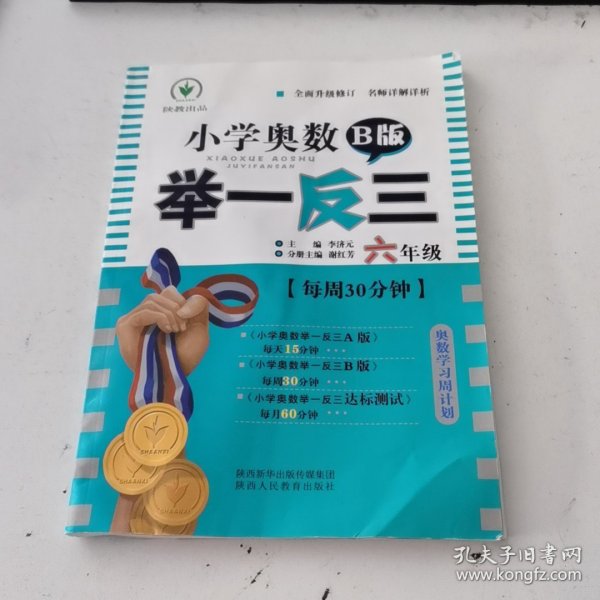 SHAANXI
陕教出品
全面升级修订 名师详解详析
小学奥数 B版
XIAOXUE AOSHU
JUYIFANSAN
举一反三
主 编 李济元
分册主编 谢红芳
六年级
【每周30分钟】
《小学奥数举一反三A版》
每天15分钟
《小学奥数举一反三B版》
每周30分钟
《小学奥数举一反三达标测试》
每月60分钟
奥数学习周计划
SHAANXI
SHAANXI
SHAANXI
陕西新华出版传媒集团
陕西人民教育出版社
孔夫子旧书网
www.kongfz.com